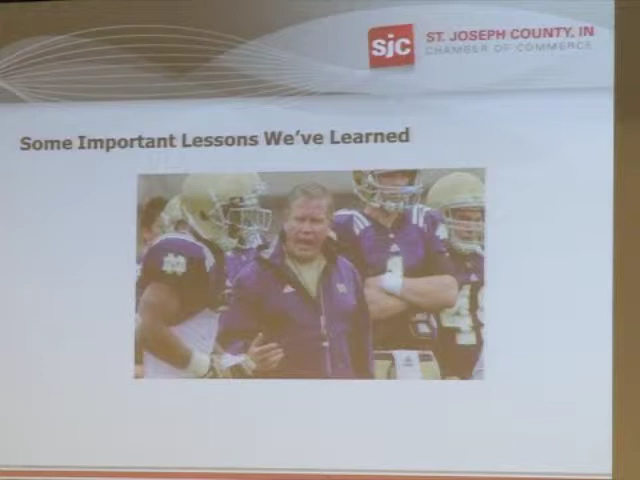 sjc
ST. JOSEPH COUNTY, IN
CHAMBER OF COMMERCE
Some Important Lessons We've Learned